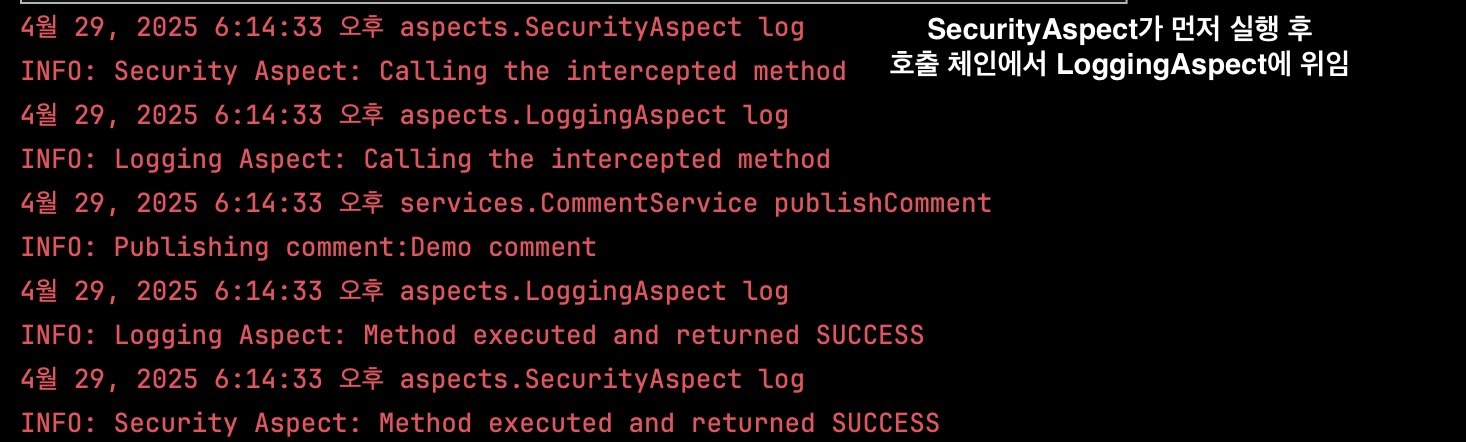 4월 29, 2025 6:14:33 오후 aspects.SecurityAspect log
INFO: Security Aspect: Calling the intercepted method
4월 29, 2025 6:14:33 오후 aspects.LoggingAspect log
INFO: Logging Aspect: Calling the intercepted method
4월 29, 2025 6:14:33 오후 services.CommentService publishComment
INFO: Publishing comment:Demo comment
4월 29, 2025 6:14:33 오후 aspects.LoggingAspect log
INFO: Logging Aspect: Method executed and returned SUCCESS
4월 29, 2025 6:14:33 오후 aspects.SecurityAspect log
INFO: Security Aspect: Method executed and returned SUCCESS
SecurityAspect가 먼저 실행 후
호출 체인에서 LoggingAspect에 위임